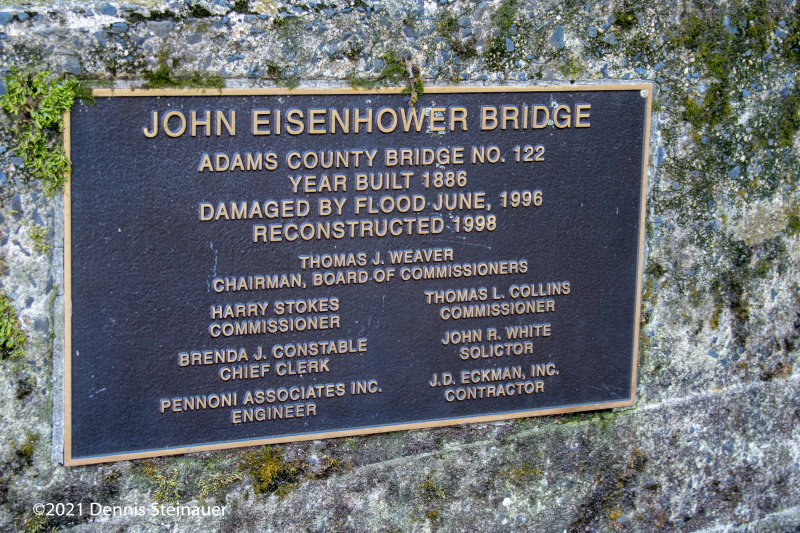 JOHN EISENHOWER BRIDGE
ADAMS COUNTY BRIDGE NO. 122
YEAR BUILT 1886
DAMAGED BY FLOOD JUNE, 1996
RECONSTRUCTED 1998
THOMAS J. WEAVER
CHAIRMAN, BOARD OF COMMISSIONERS
HARRY STOKES
COMMISSIONER
THOMAS L. COLLINS
COMMISSIONER
BRENDA J. CONSTABLE
CHIEF CLERK
JOHN R. WHITE
SOLICITOR
PENNONI ASSOCIATES INC.
ENGINEER
J.D. ECKMAN, INC.
CONTRACTOR
©2021 Dennis Steinauer